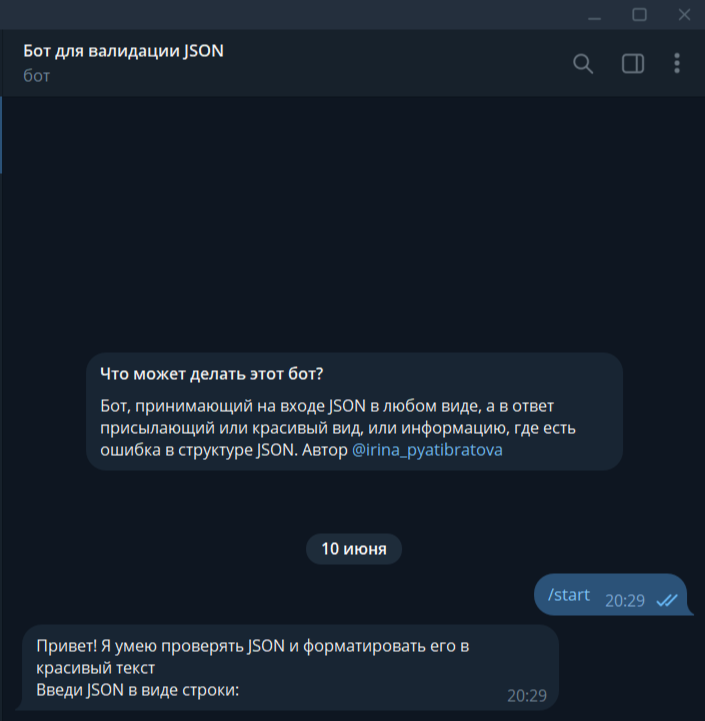 Бот для валидации JSON
бот
Что может делать этот бот?
Бот, принимающий на входе JSON в любом виде, а в ответ
присылающий или красивый вид, или информацию, где есть
ошибка в структуре JSON. Автор @irina_pyatibratova
10 июня
/start 20:29
Привет! Я умею проверять JSON и форматировать его в
красивый текст
Введи JSON в виде строки:
20:29